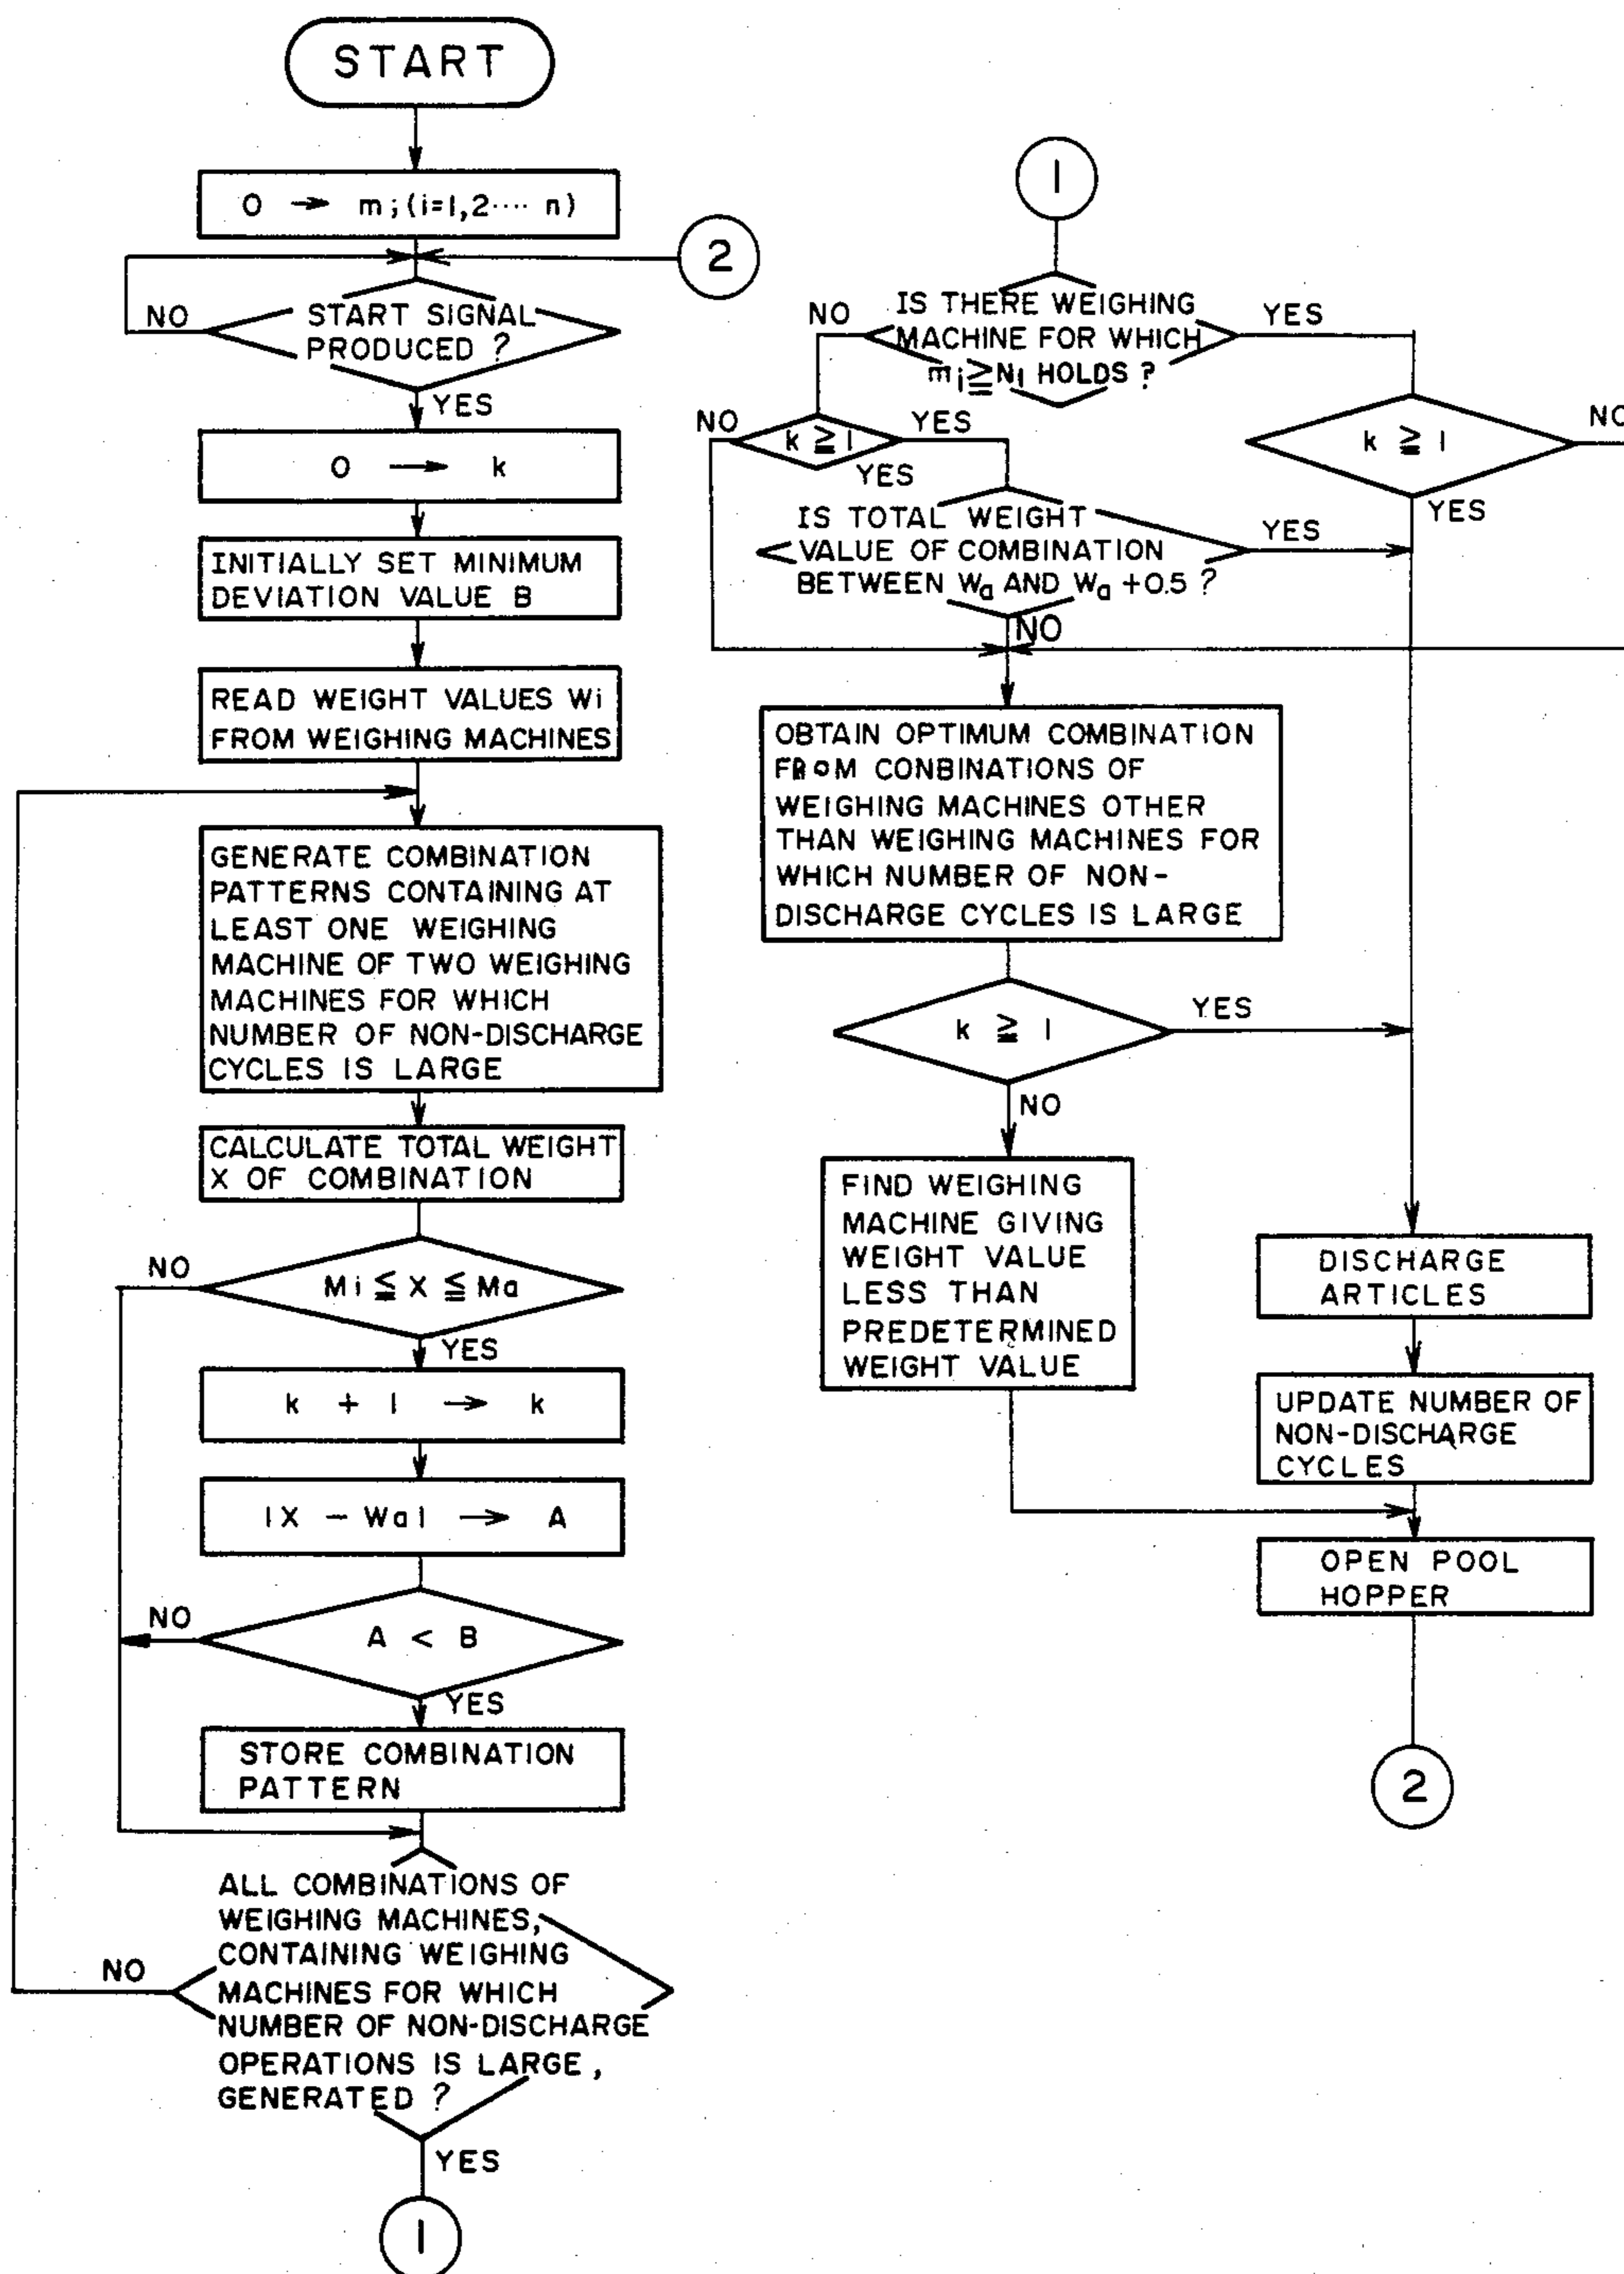 START
0 → mi (i=1,2···· n)
2
NO
START SIGNAL
PRODUCED ?
YES
0 → k
INITIALLY SET MINIMUM
DEVIATION VALUE B
READ WEIGHT VALUES Wi
FROM WEIGHING MACHINES
GENERATE COMBINATION
PATTERNS CONTAINING AT
LEAST ONE WEIGHING
MACHINE OF TWO WEIGHING
MACHINES FOR WHICH
NUMBER OF NON-DISCHARGE
CYCLES IS LARGE
CALCULATE TOTAL WEIGHT
X OF COMBINATION
NO
Mi ≦ X ≦ Ma
YES
k + 1 → k
|X - Wa| → A
NO
A < B
YES
STORE COMBINATION
PATTERN
ALL COMBINATIONS OF
WEIGHING MACHINES,
CONTAINING WEIGHING
NO
MACHINES FOR WHICH
NUMBER OF NON-DISCHARGE
OPERATIONS IS LARGE,
GENERATED ?
YES
1
1
IS THERE WEIGHING
NO
YES
MACHINE FOR WHICH
mi ≧ N1 HOLDS ?
NO
k ≧ 1
YES
YES
k ≧ 1
NO
YES
IS TOTAL WEIGHT
VALUE OF COMBINATION
BETWEEN Wa AND Wa +0.5 ?
YES
NO
OBTAIN OPTIMUM COMBINATION
FROM CONBINATIONS OF
WEIGHING MACHINES OTHER
THAN WEIGHING MACHINES FOR
WHICH NUMBER OF NON-
DISCHARGE CYCLES IS LARGE
k ≧ 1
YES
NO
FIND WEIGHING
MACHINE GIVING
WEIGHT VALUE
LESS THAN
PREDETERMINED
WEIGHT VALUE
DISCHARGE
ARTICLES
UPDATE NUMBER OF
NON-DISCHARGE
CYCLES
OPEN POOL
HOPPER
2